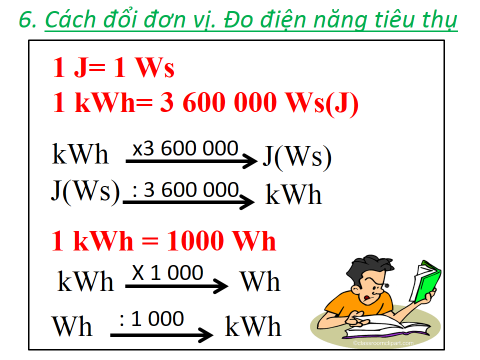 6. Cách đổi đơn vị. Đo điện năng tiêu thụ
1 J= 1 Ws
1 kWh= 3 600 000 Ws(J)
kWh x3 600 000 J(Ws)
J(Ws) : 3 600 000 kWh
1 kWh = 1000 Wh
kWh X 1 000 Wh
Wh : 1 000 kWh